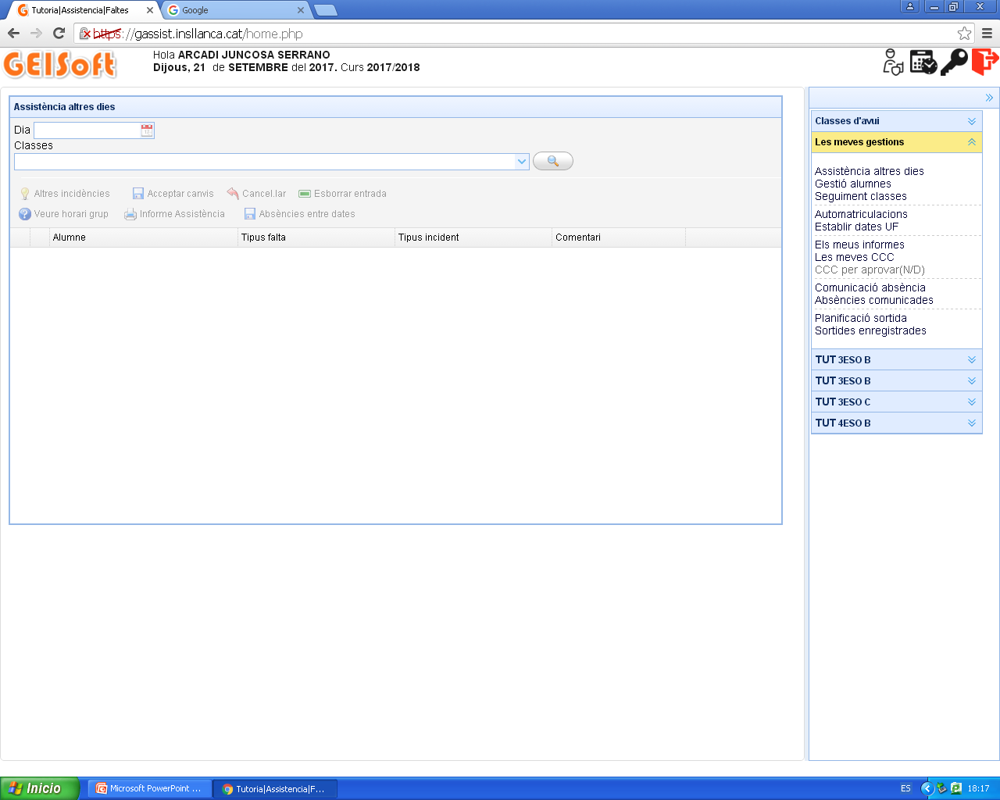 Tutoria|Assistencia|Faltes
Google
https://gassist.insllanca.cat/home.php
GEISoft
Hola ARCADI JUNCOSA SERRANO
Dijous, 21 de SETEMBRE del 2017. Curs 2017/2018
Assistència altres dies
Dia
Classes
Altres incidències Acceptar canvis Cancel.lar Esborrar entrada
Veure horari grup Informe Assistència Absències entre dates
Alumne Tipus falta Tipus incident Comentari
Classes d'avui
Les meves gestions
Assistència altres dies
Gestió alumnes
Seguiment classes
Automatriculacions
Establir dates UF
Els meus informes
Les meves CCC
CCC per aprovar(N/D)
Comunicació absència
Absències comunicades
Planificació sortida
Sortides enregistrades
TUT 3ESO B
TUT 3ESO B
TUT 3ESO C
TUT 4ESO B
Inicio
Microsoft PowerPoint ...
Tutoria|Assistencia|F...
ES
18:17